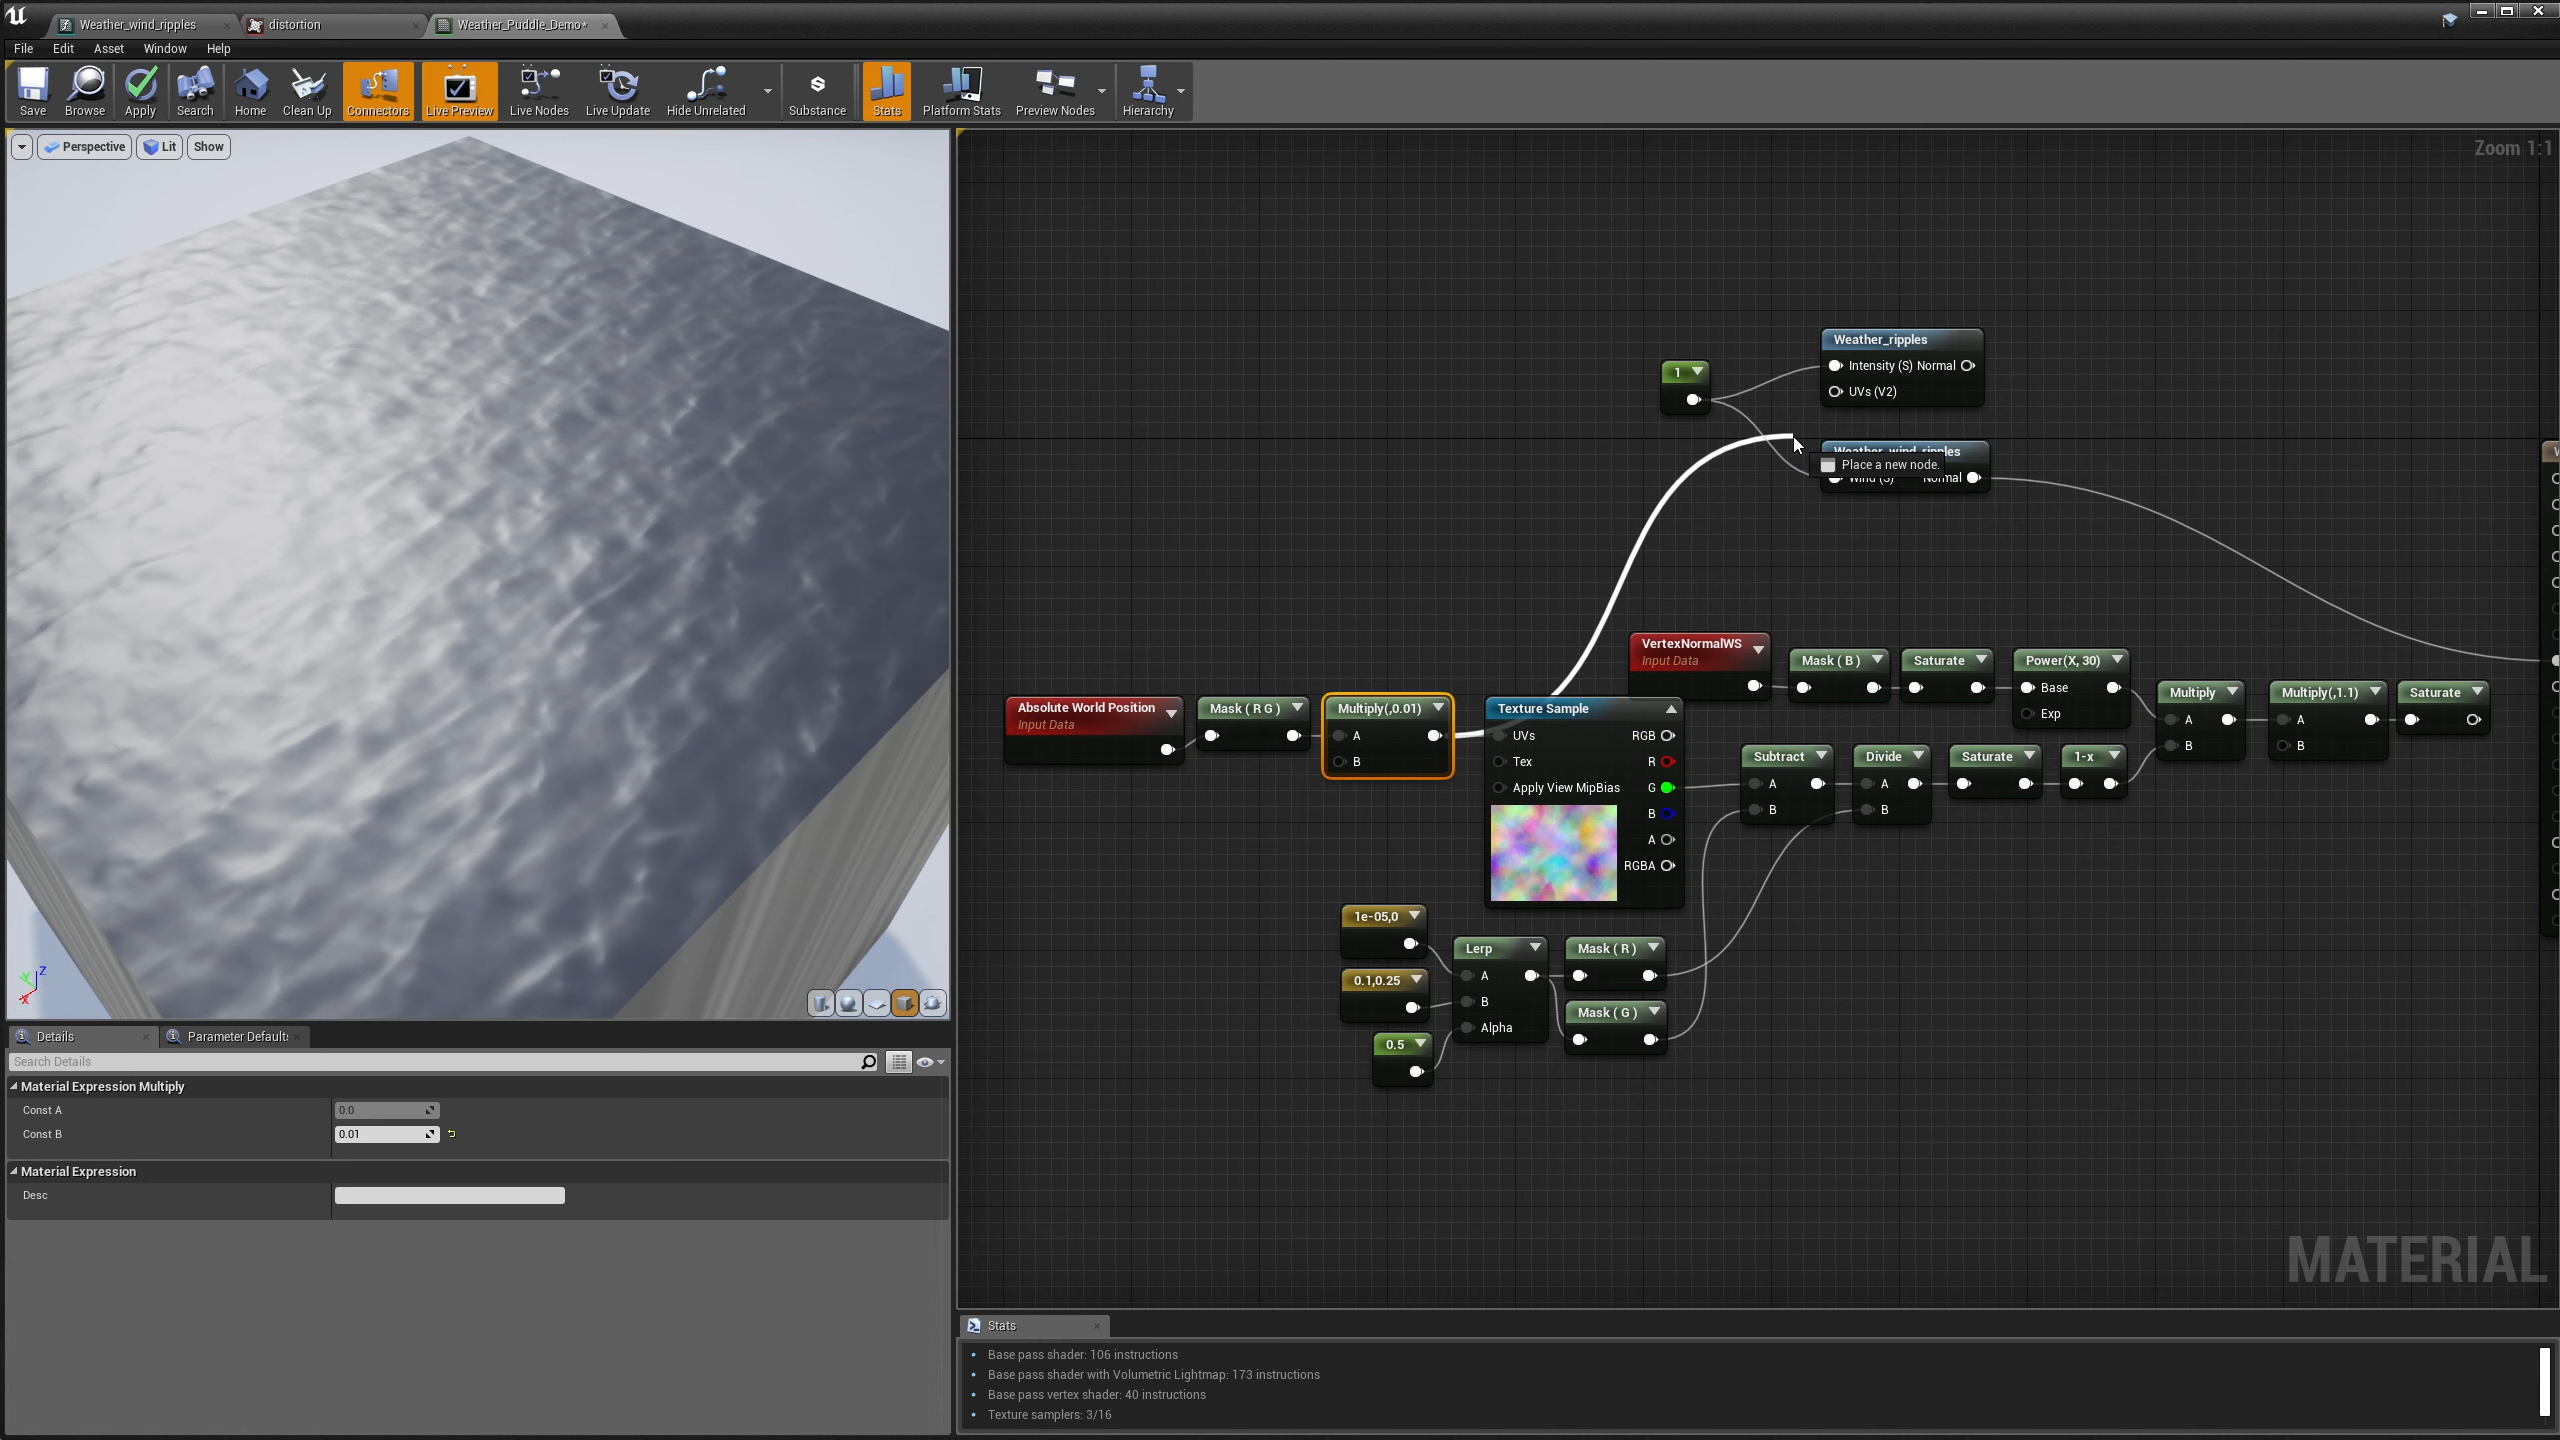 Weather_wind_ripples
distortion
Weather_Puddle_Demo*
File Edit Asset Window Help
Save
Browse
Apply
Search
Home
Clean Up
Connectors
Live Preview
Live Nodes
Live Update
Hide Unrelated
Substance
Stats
Platform Stats
Preview Nodes
Hierarchy
Perspective
Lit
Show
Zoom 1:1
Weather_ripples
Intensity (S) Normal
UVs (V2)
1
Weather_wind_ripples
Place a new node.
Wind (S) Normal
VertexNormalWS
Input Data
Mask ( B )
Saturate
Power(X, 30)
Base
Exp
Multiply
A
B
Multiply(,1.1)
A
B
Saturate
Absolute World Position
Input Data
Mask ( R G )
Multiply(,0.01)
A
B
Texture Sample
UVs RGB
Tex R
Apply View MipBias G
B
A
RGBA
Subtract
A
B
Divide
A
B
Saturate
1-x
1e-05,0
0.1,0.25
0.5
Lerp
A
B
Alpha
Mask ( R )
Mask ( G )
Z
Y
X
Details
Parameter Defaults
Search Details
Material Expression Multiply
Const A 0.0
Const B 0.01
Material Expression
Desc
MATERIAL
Stats
Base pass shader: 106 instructions
Base pass shader with Volumetric Lightmap: 173 instructions
Base pass vertex shader: 40 instructions
Texture samplers: 3/16